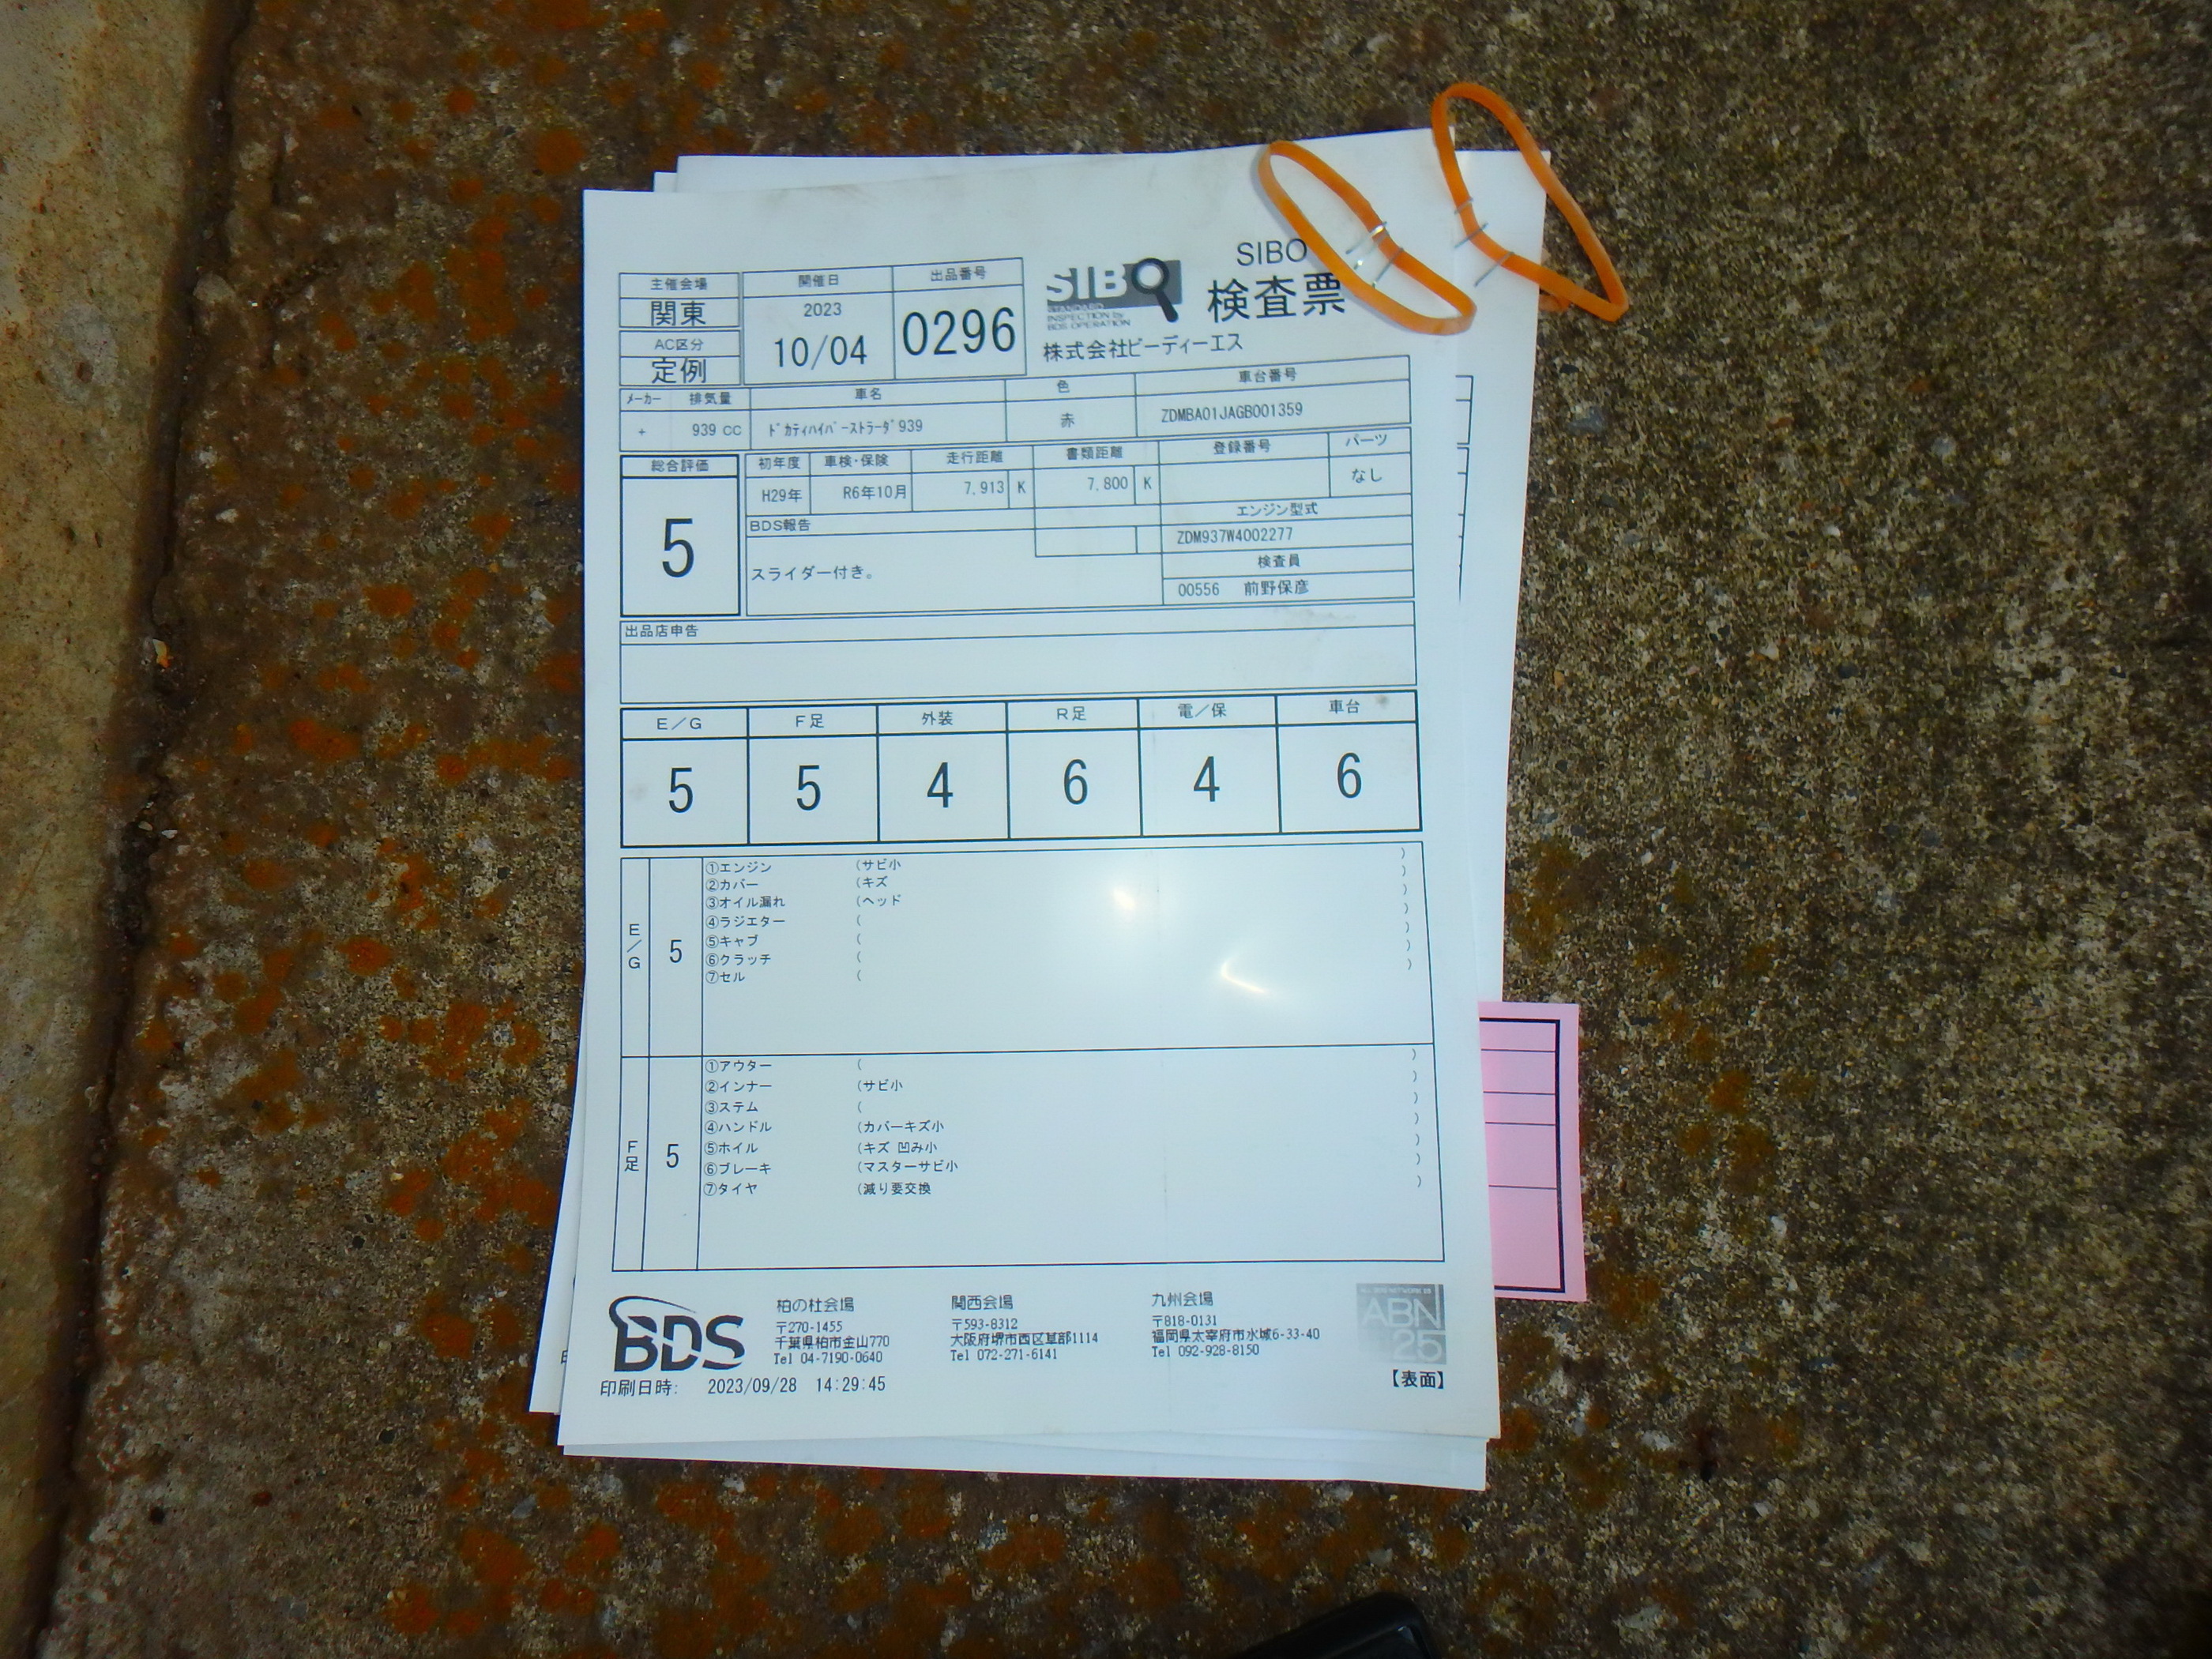 SIBO
検査票
SIBO
STANDARD
INSPECTION by
BDS OPERATION
株式会社ビーディーエス
主催会場
関東
AC区分
定例
開催日
2023
10/04
出品番号
0296
メーカー 排気量 車名 色 車台番号
+ 939 CC ドカティハイパーストラーダ939 赤 ZDMBA01JAGB001359
総合評価
5
初年度 車検・保険 走行距離 書類距離 登録番号 パーツ
H29年 R6年10月 7,913 K 7,800 K なし
BDS報告
スライダー付き。
エンジン型式
ZDM937W4002277
検査員
00556 前野保彦
出品店申告
E/G F足 外装 R足 電/保 車台
5 5 4 6 4 6
E/G 5
①エンジン (サビ小 )
②カバー (キズ )
③オイル漏れ (ヘッド )
④ラジエター ( )
⑤キャブ ( )
⑥クラッチ ( )
⑦セル ( )
F足 5
①アウター ( )
②インナー (サビ小 )
③ステム ( )
④ハンドル (カバーキズ小 )
⑤ホイル (キズ 凹み小 )
⑥ブレーキ (マスターサビ小 )
⑦タイヤ (減り要交換 )
BDS
柏の杜会場
〒270-1455
千葉県柏市金山770
Tel 04-7190-0640
関西会場
〒593-8312
大阪府堺市西区草部1114
Tel 072-271-6141
九州会場
〒818-0131
福岡県太宰府市水城6-33-40
Tel 092-928-8150
ABN
25
印刷日時: 2023/09/28 14:29:45
【表面】